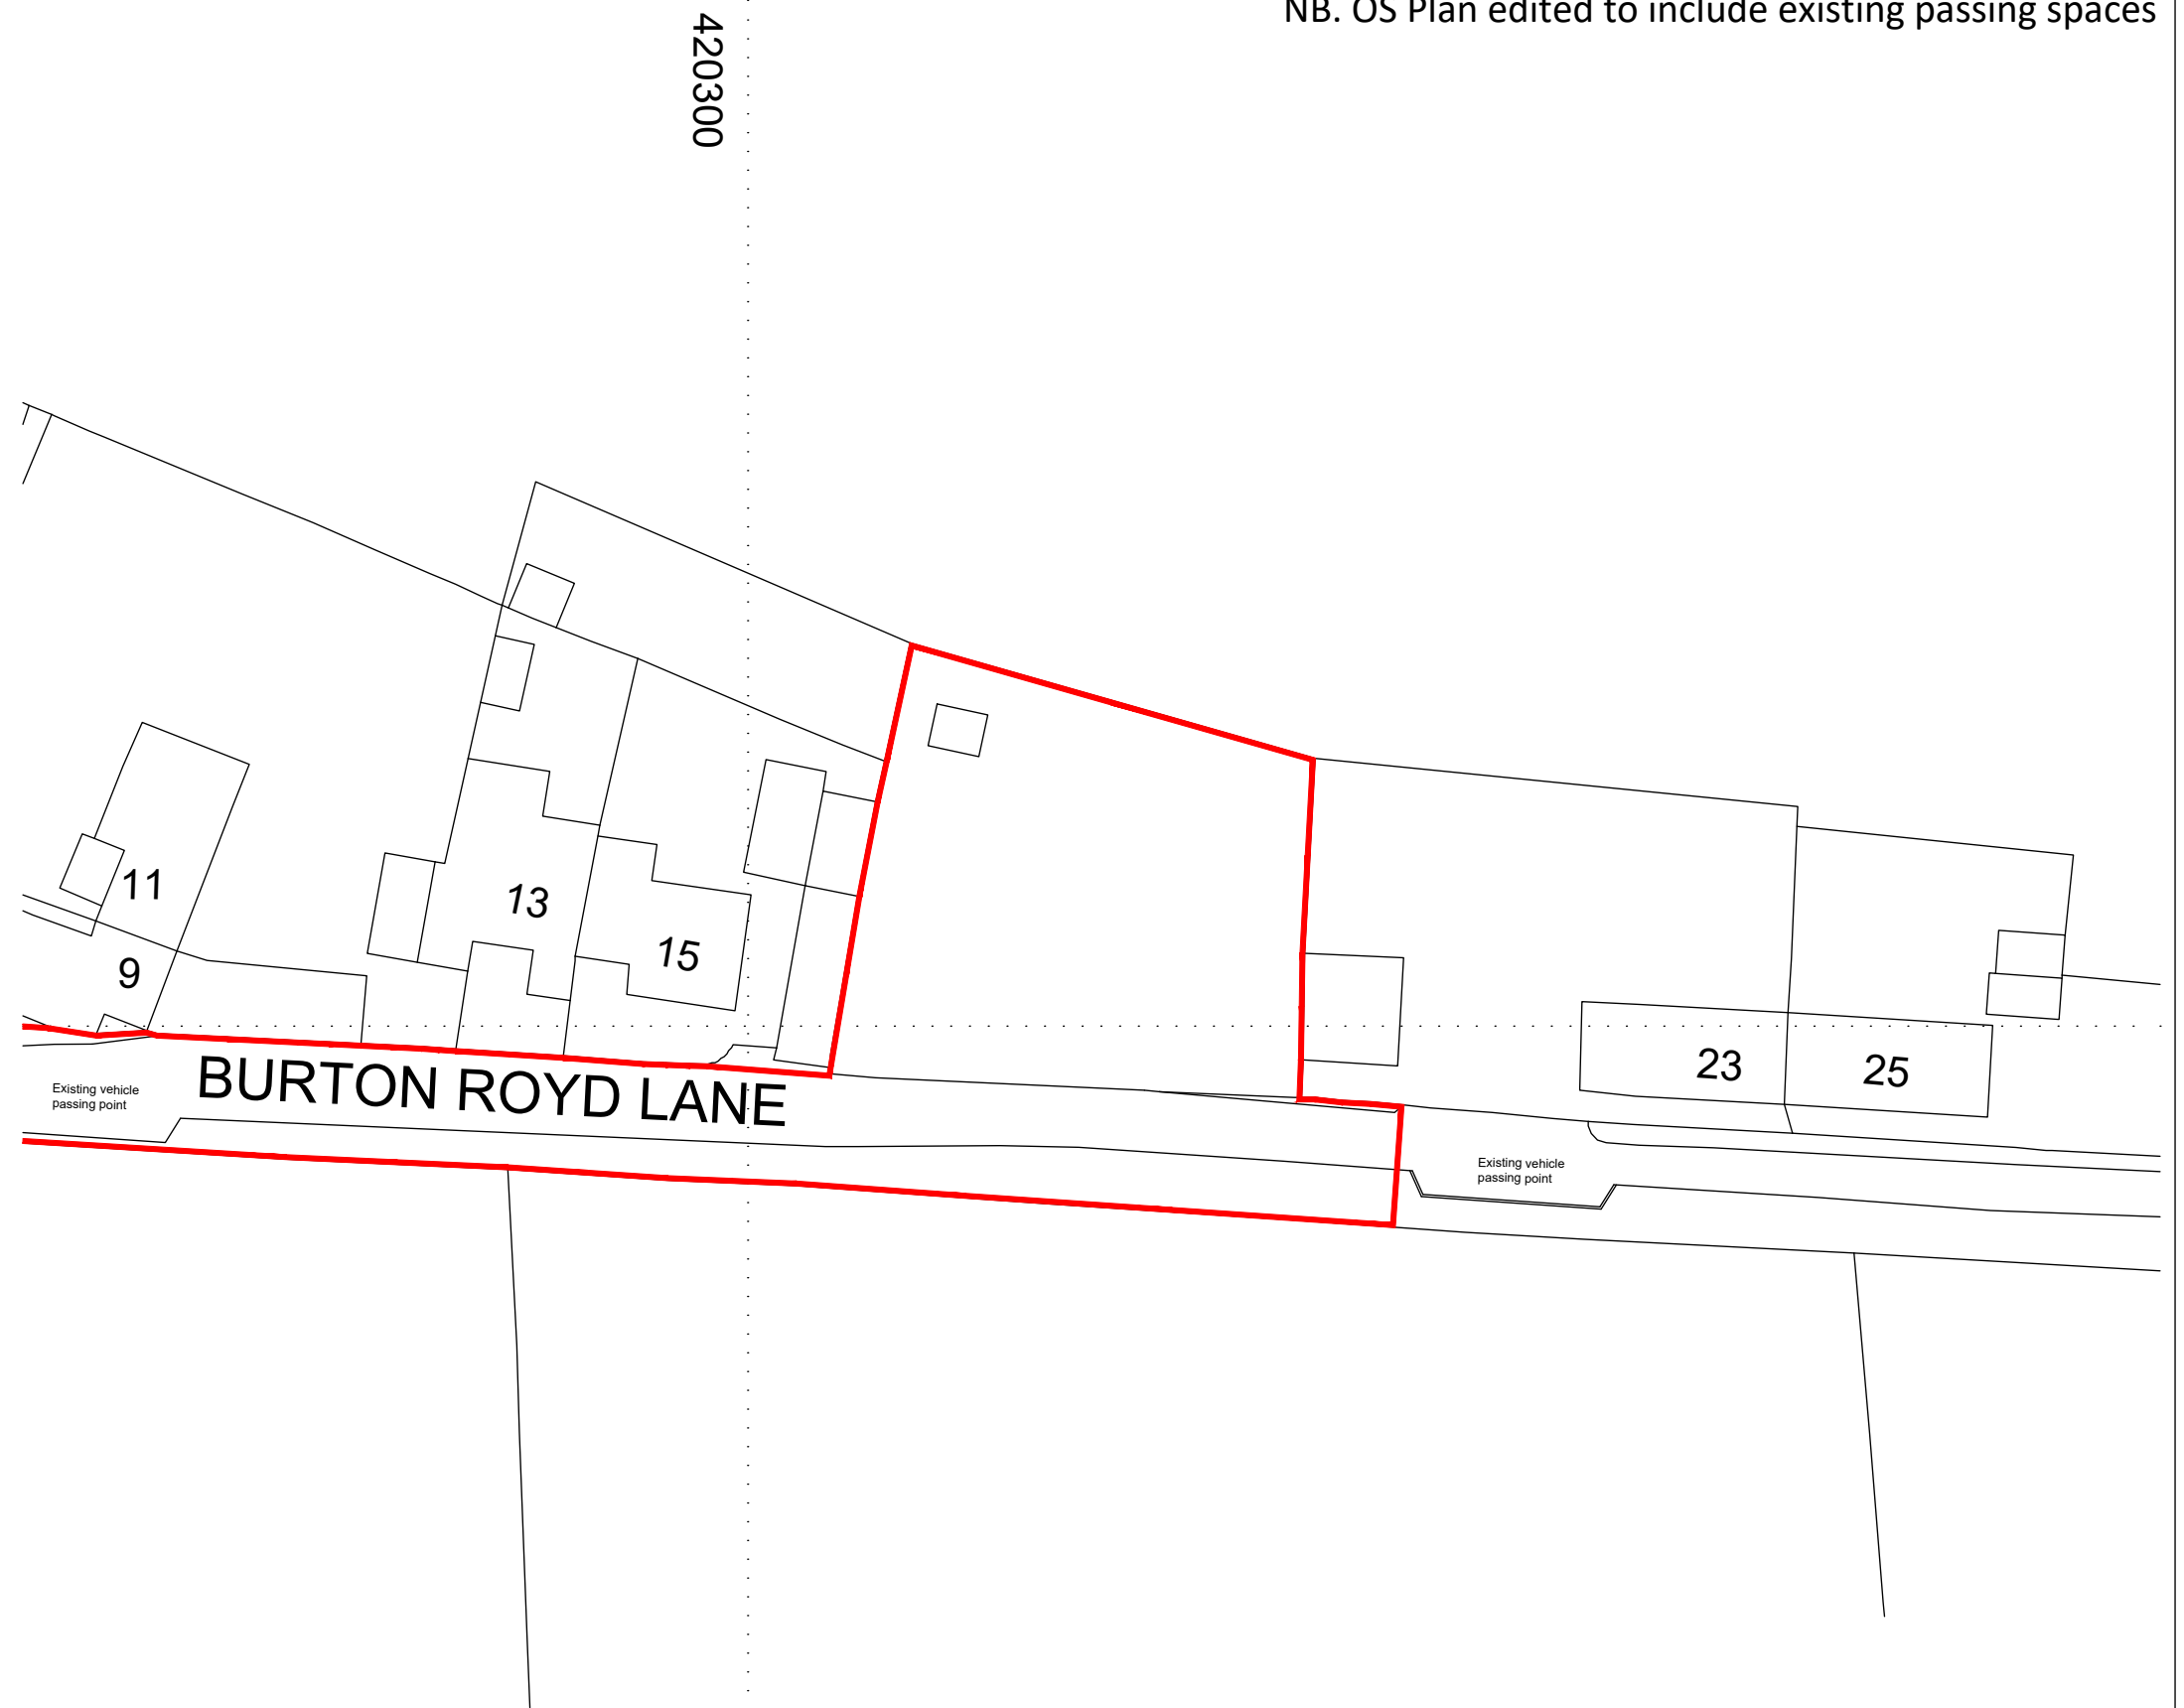 NB. OS Plan edited to include existing passing spaces
420300
11
13
15
9
23
25
BURTON ROYD LANE
Existing vehicle
passing point
Existing vehicle
passing point